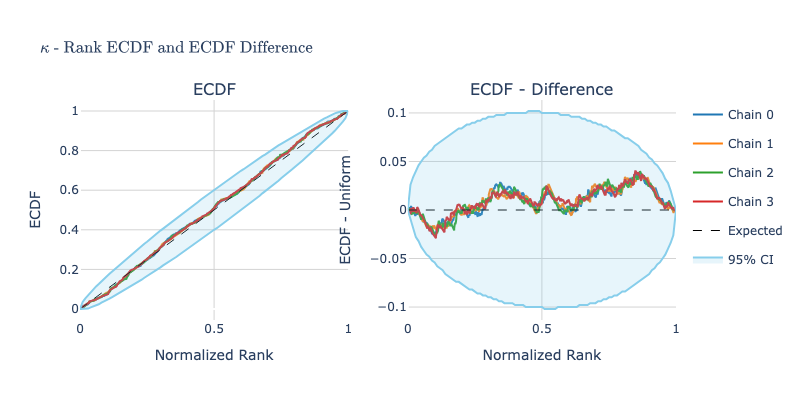 κ - Rank ECDF and ECDF Difference
ECDF
ECDF
1
0.8
0.6
0.4
0.2
0
0
0.5
1
Normalized Rank
ECDF - Difference
ECDF - Uniform
0.1
0.05
0
−0.05
−0.1
0
0.5
1
Normalized Rank
Chain 0
Chain 1
Chain 2
Chain 3
Expected
95% CI